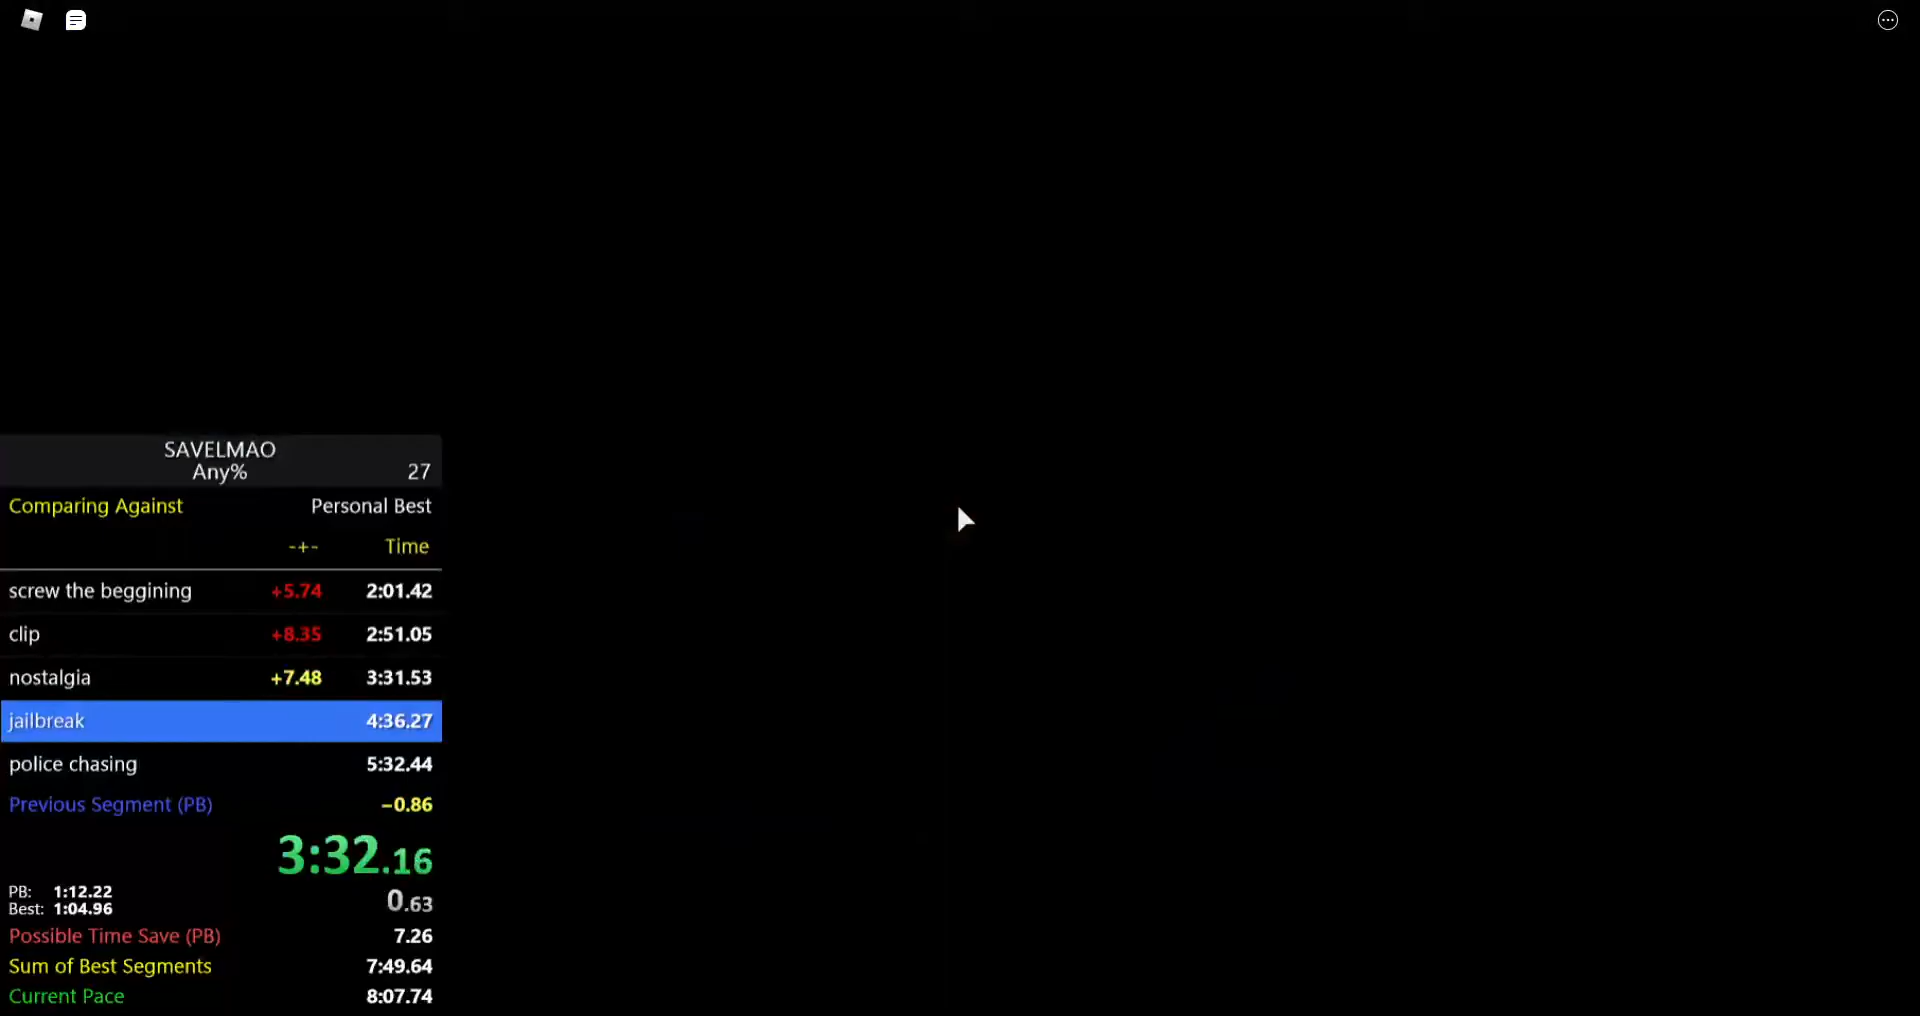 SAVELMAO
Any% 27
Comparing Against Personal Best
-+- Time
screw the beggining +5.74 2:01.42
clip +8.35 2:51.05
nostalgia +7.48 3:31.53
jailbreak 4:36.27
police chasing 5:32.44
Previous Segment (PB) −0.86
3:32.16
PB: 1:12.22
Best: 1:04.96 0.63
Possible Time Save (PB) 7.26
Sum of Best Segments 7:49.64
Current Pace 8:07.74